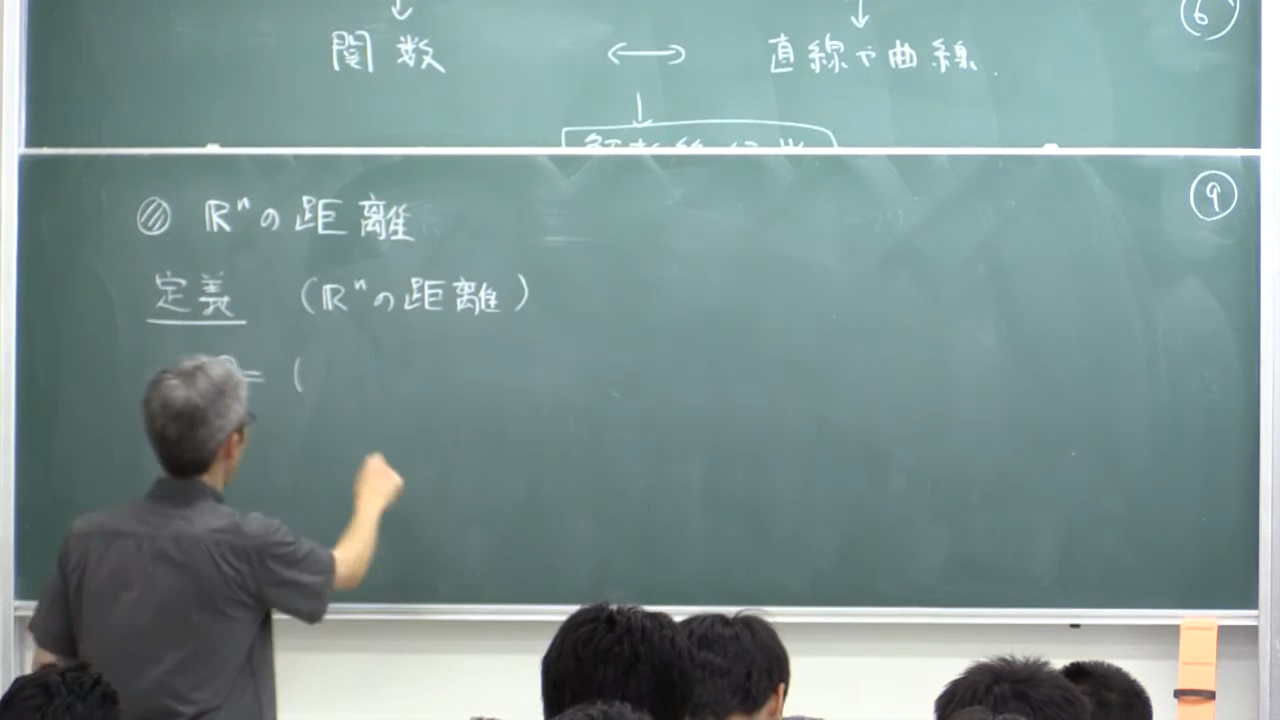 ⑥
関数 ↔ 直線や曲線
⑨
ℝⁿの距離
定義 (ℝⁿの距離)
= (